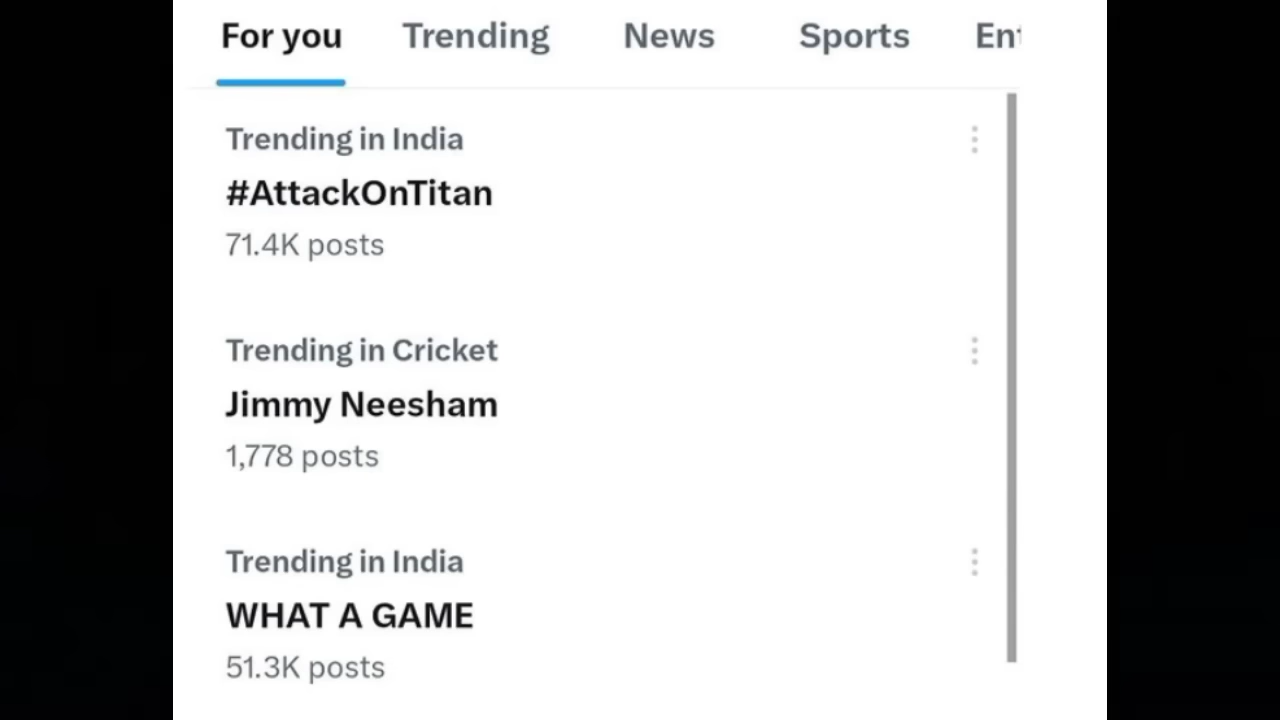 For you Trending News Sports Ent
Trending in India
#AttackOnTitan
71.4K posts
Trending in Cricket
Jimmy Neesham
1,778 posts
Trending in India
WHAT A GAME
51.3K posts